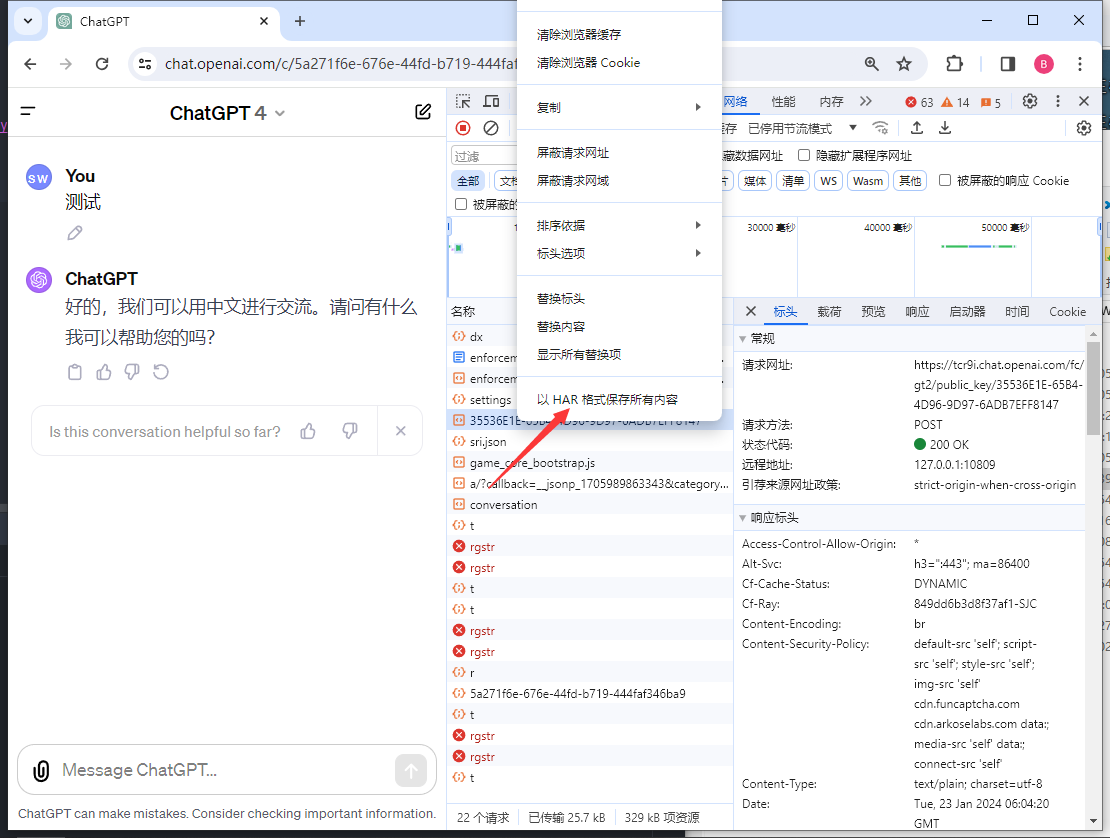 ChatGPT
chat.openai.com/c/5a271f6e-676e-44fd-b719-444faf
B
ChatGPT 4
SW
You
测试
ChatGPT
好的，我们可以用中文进行交流。请问有什么
我可以帮助您的吗?
Is this conversation helpful so far?
Message ChatGPT...
ChatGPT can make mistakes. Consider checking important information.
清除浏览器缓存
清除浏览器 Cookie
复制
屏蔽请求网址
屏蔽请求网域
排序依据
标头选项
替换标头
替换内容
显示所有替换项
以 HAR 格式保存所有内容
网络
性能
内存
63
14
5
已停用节流模式
过滤
藏数据网址
隐藏扩展程序网址
全部
媒体
清单
WS
Wasm
其他
被屏蔽的响应 Cookie
被屏蔽的
30000 毫秒
40000 毫秒
50000 毫秒
名称
dx
enforcem
enforcem
settings
35536E1E-65B4-4D96-9D97-6ADB7EFF8147
sri.json
game_core_bootstrap.js
a/?callback=__jsonp_1705989863343&category...
conversation
t
rgstr
rgstr
t
t
rgstr
rgstr
r
5a271f6e-676e-44fd-b719-444faf346ba9
t
rgstr
rgstr
t
22 个请求
已传输 25.7 kB
329 kB 项资源
标头
载荷
预览
响应
启动器
时间
Cookie
常规
请求网址:
https://tcr9i.chat.openai.com/fc/
gt2/public_key/35536E1E-65B4-
4D96-9D97-6ADB7EFF8147
请求方法:
POST
状态代码:
200 OK
远程地址:
127.0.0.1:10809
引荐来源网址政策:
strict-origin-when-cross-origin
响应标头
Access-Control-Allow-Origin:
*
Alt-Svc:
h3=":443"; ma=86400
Cf-Cache-Status:
DYNAMIC
Cf-Ray:
849dd6b3d8f37af1-SJC
Content-Encoding:
br
Content-Security-Policy:
default-src 'self'; script-
src 'self'; style-src 'self';
img-src 'self'
cdn.funcaptcha.com
cdn.arkoselabs.com data:;
media-src 'self' data:;
connect-src 'self'
Content-Type:
text/plain; charset=utf-8
Date:
Tue, 23 Jan 2024 06:04:20
GMT